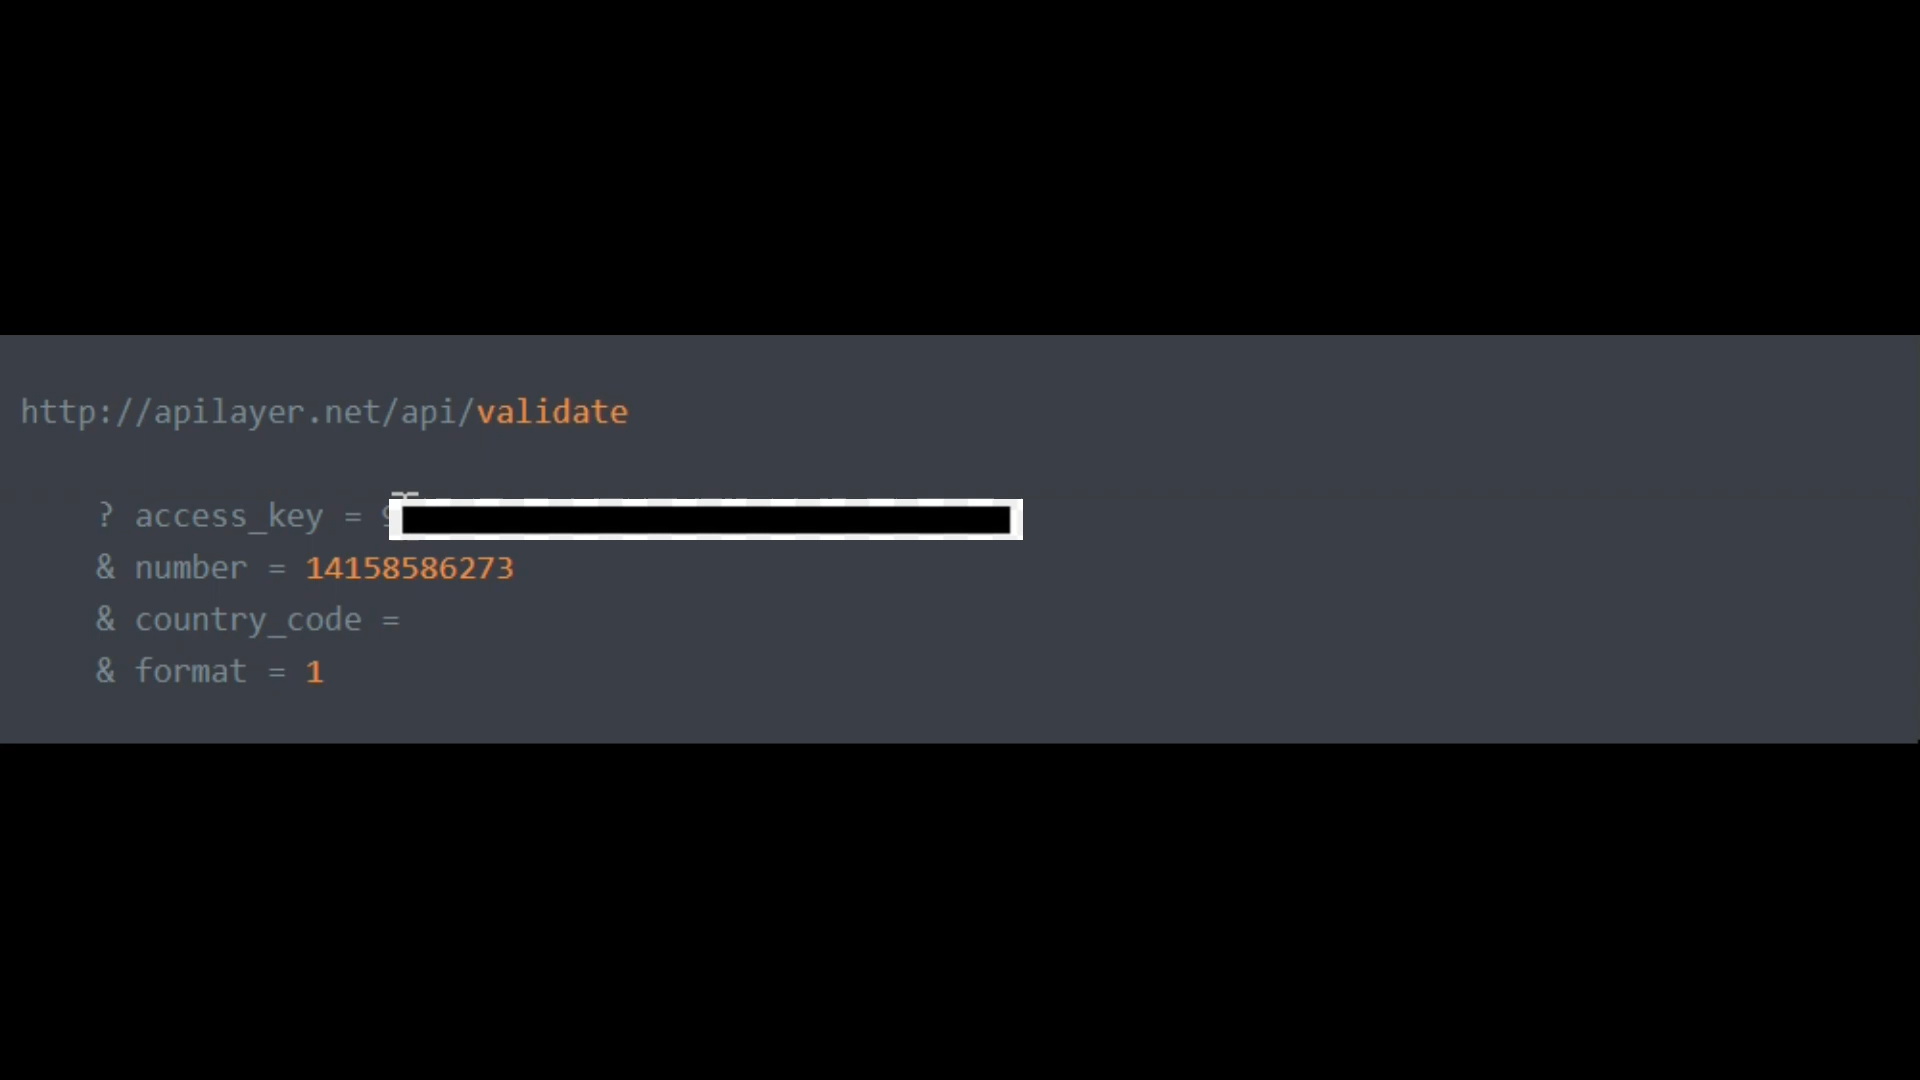 http://apilayer.net/api/validate
? access_key =
& number = 14158586273
& country_code =
& format = 1